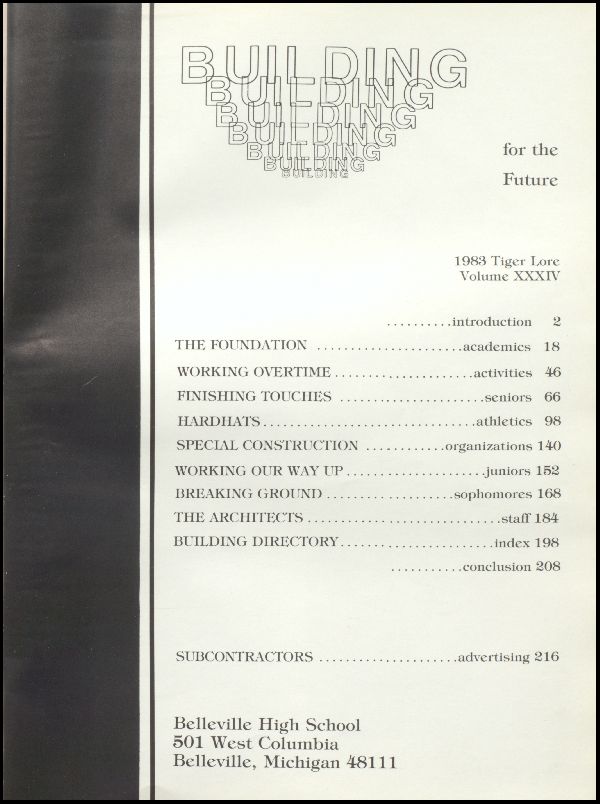 BUILDING
BUILDING
BUILDING
BUILDING
BUILDING
BUILDING
BUILDING
for the
Future
1983 Tiger Lore
Volume XXXIV
..........introduction 2
THE FOUNDATION ......................academics 18
WORKING OVERTIME.....................activities 46
FINISHING TOUCHES ......................seniors 66
HARDHATS................................athletics 98
SPECIAL CONSTRUCTION ............organizations 140
WORKING OUR WAY UP.....................juniors 152
BREAKING GROUND ...................sophomores 168
THE ARCHITECTS.............................staff 184
BUILDING DIRECTORY.......................index 198
...........conclusion 208
SUBCONTRACTORS .....................advertising 216
Belleville High School
501 West Columbia
Belleville, Michigan 48111